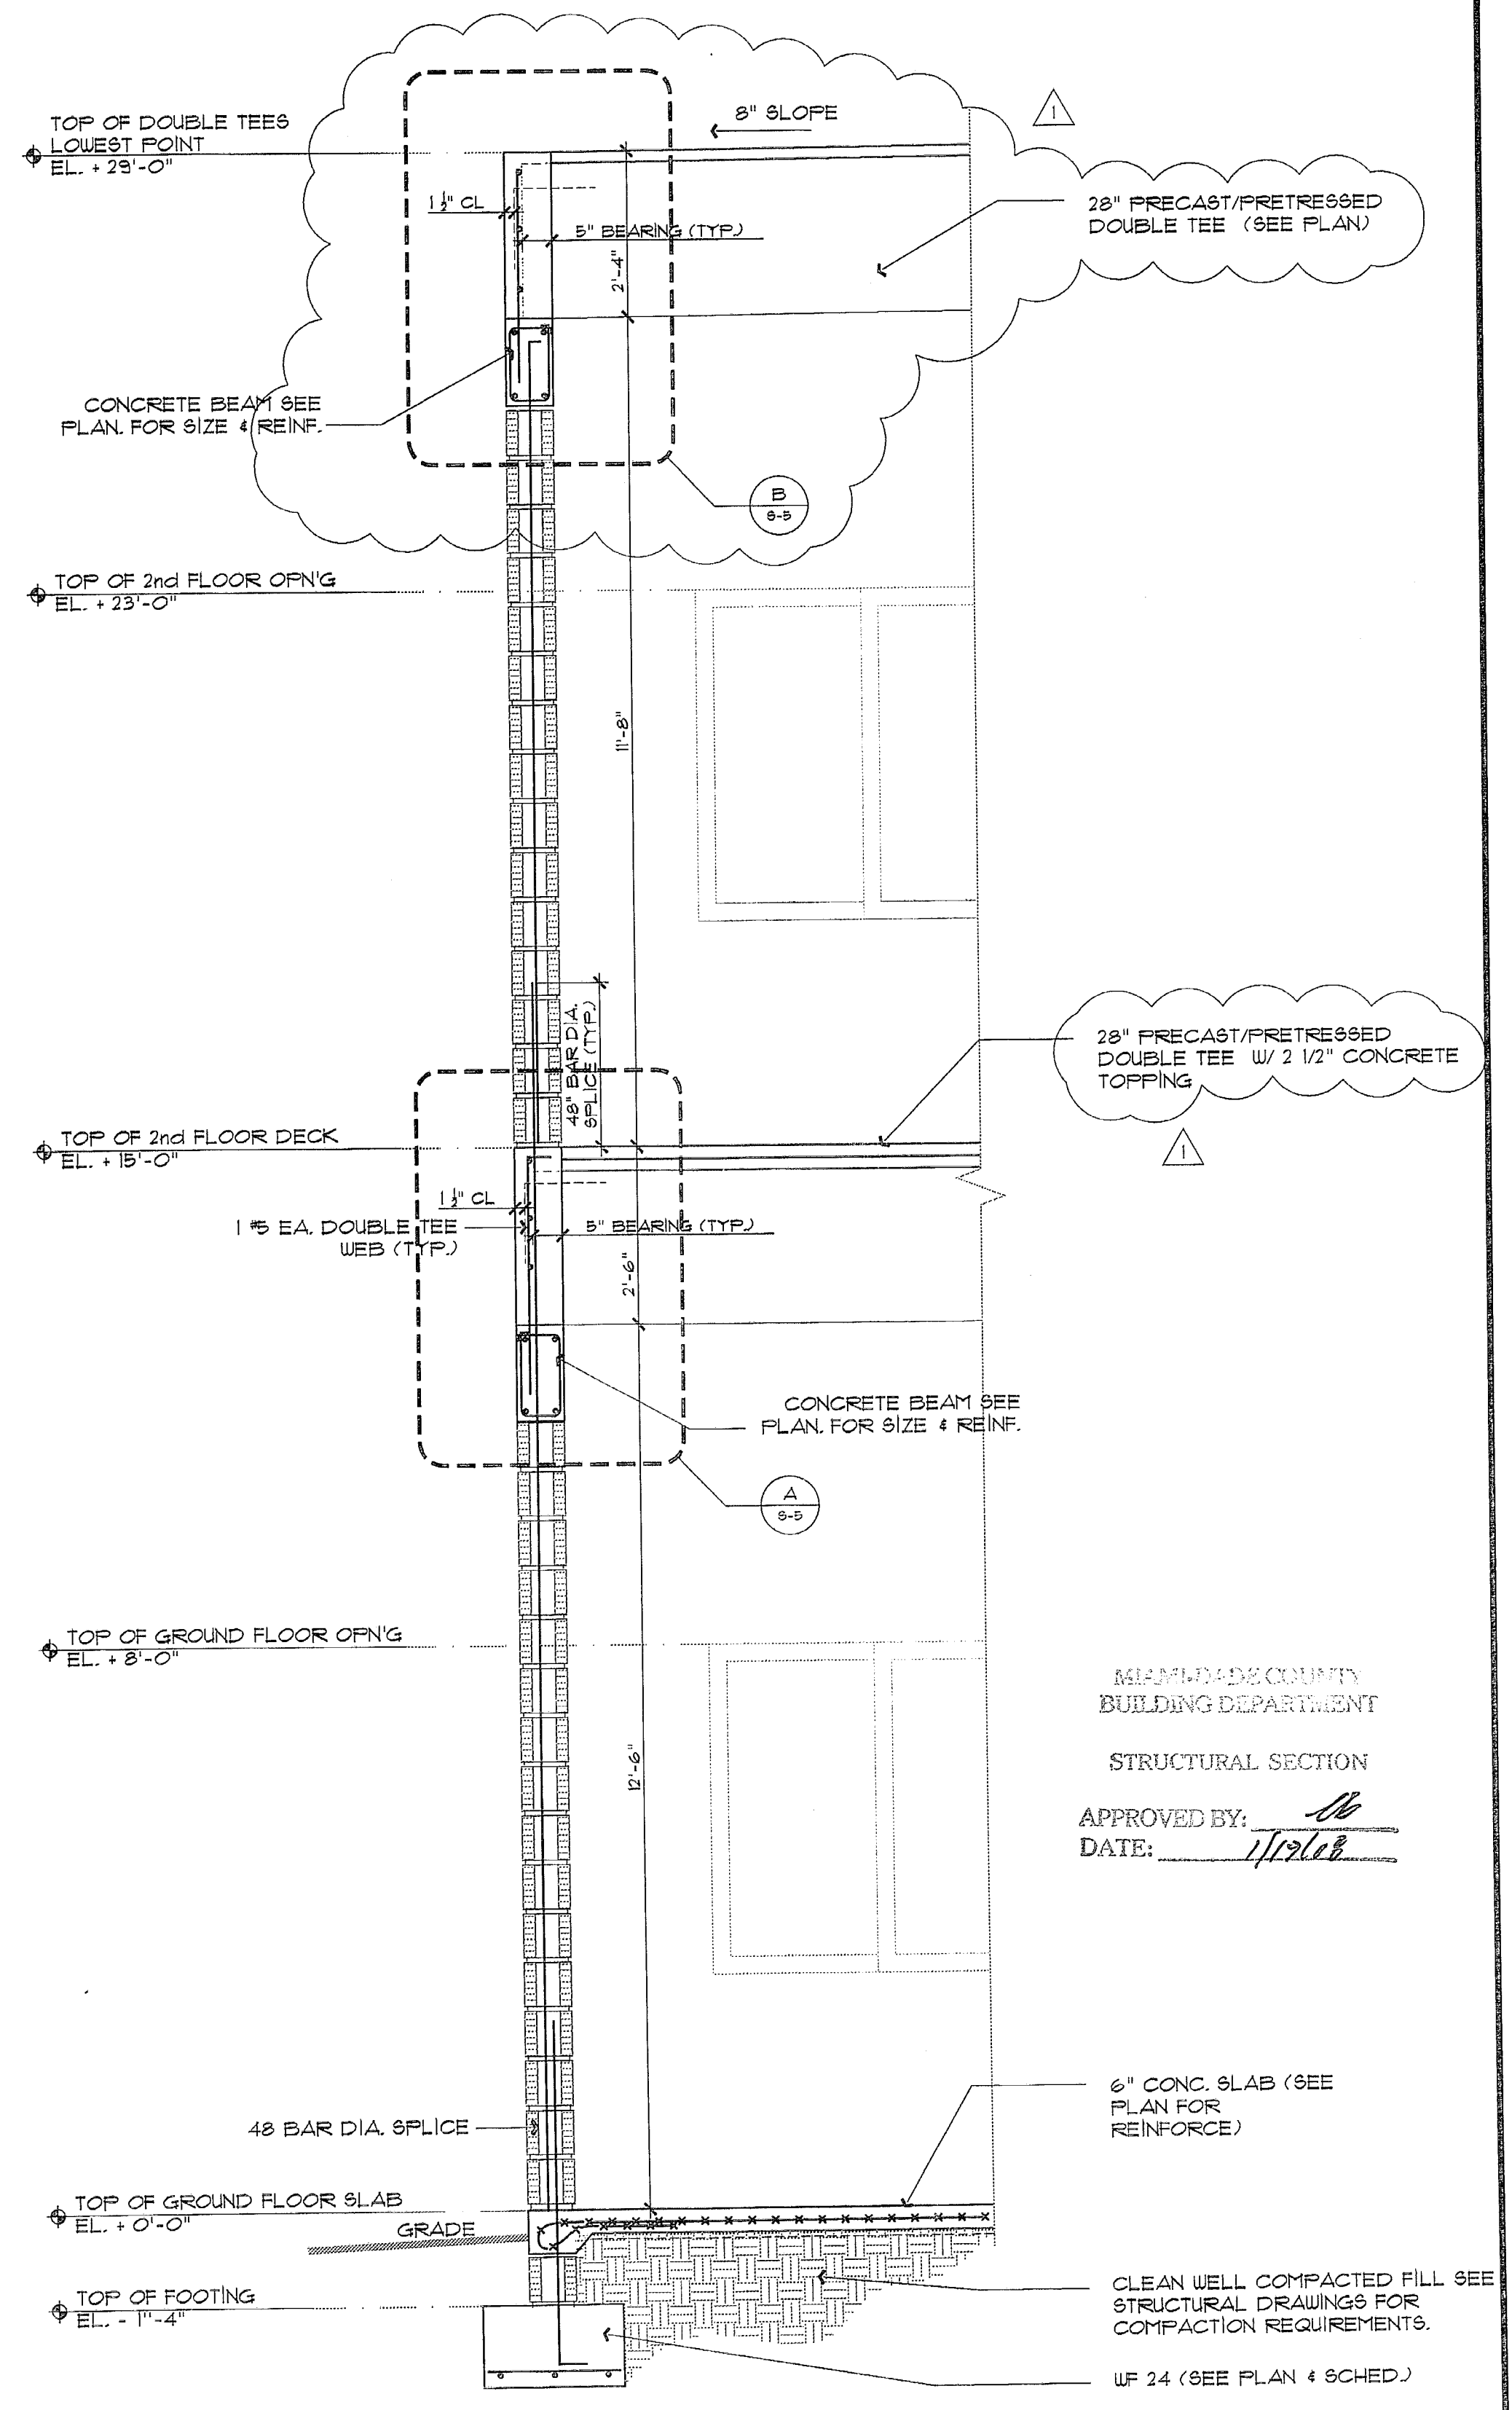 8" SLOPE
1
TOP OF DOUBLE TEES
LOWEST POINT
EL. + 29'-0"
28" PRECAST/PRETRESSED
DOUBLE TEE (SEE PLAN)
1 1/2" CL
5" BEARING (TYP.)
2'-4"
CONCRETE BEAM SEE
PLAN. FOR SIZE & REINF.
B
S-5
TOP OF 2nd FLOOR OPN'G
EL. + 23'-0"
11'-8"
48" BAR DIA.
SPLICE (TYP.)
28" PRECAST/PRETRESSED
DOUBLE TEE W/ 2 1/2" CONCRETE
TOPPING
1
TOP OF 2nd FLOOR DECK
EL. + 15'-0"
1 1/2" CL
1 #5 EA. DOUBLE TEE
WEB (TYP.)
5" BEARING (TYP.)
2'-6"
CONCRETE BEAM SEE
PLAN. FOR SIZE & REINF.
A
S-5
TOP OF GROUND FLOOR OPN'G
EL. + 8'-0"
12'-6"
MIAMI-DADE COUNTY
BUILDING DEPARTMENT
STRUCTURAL SECTION
APPROVED BY:
DATE: 1/19/08
6" CONC. SLAB (SEE
PLAN FOR
REINFORCE)
48 BAR DIA. SPLICE
TOP OF GROUND FLOOR SLAB
EL. + 0'-0"
GRADE
TOP OF FOOTING
EL. - 1'-4"
CLEAN WELL COMPACTED FILL SEE
STRUCTURAL DRAWINGS FOR
COMPACTION REQUIREMENTS.
WF 24 (SEE PLAN & SCHED.)